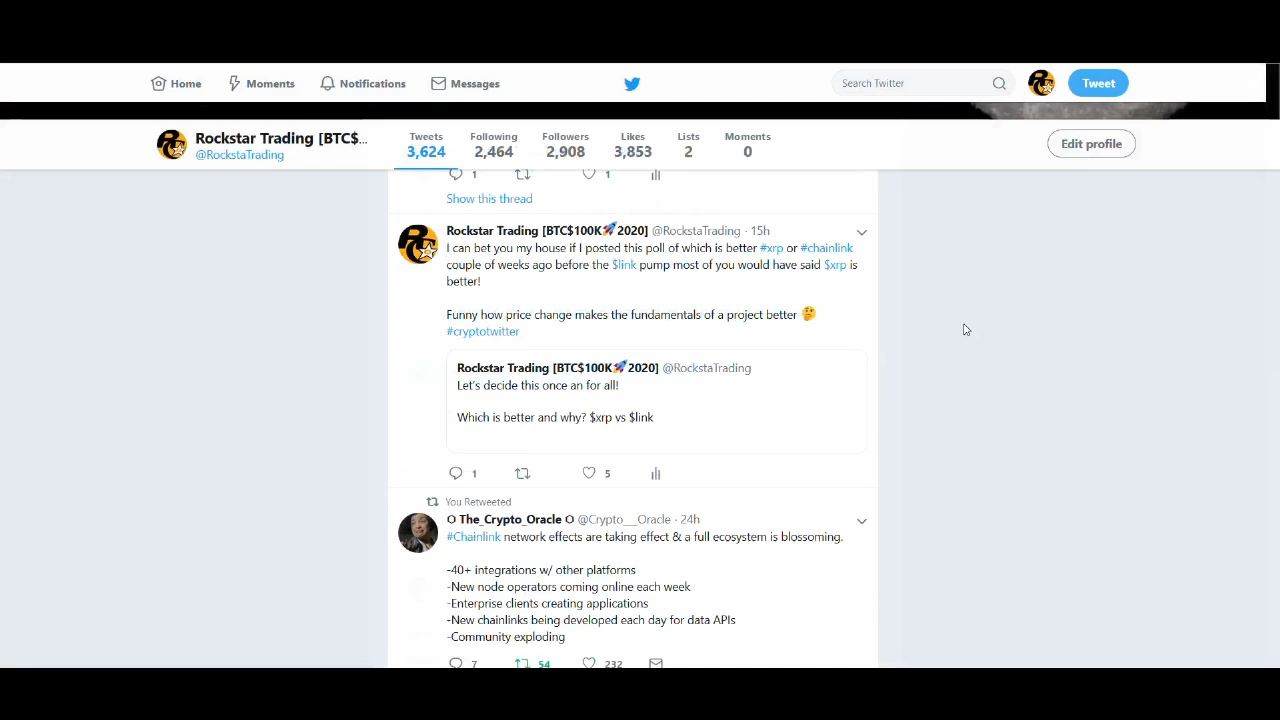 Home Moments Notifications Messages Search Twitter Tweet
Rockstar Trading [BTC$... Tweets Following Followers Likes Lists Moments Edit profile
@RockstaTrading 3,624 2,464 2,908 3,853 2 0
1 1
Show this thread
Rockstar Trading [BTC$100K🚀2020] @RockstaTrading · 15h
I can bet you my house if I posted this poll of which is better #xrp or #chainlink
couple of weeks ago before the $link pump most of you would have said $xrp is
better!
Funny how price change makes the fundamentals of a project better 🤔
#cryptotwitter
Rockstar Trading [BTC$100K🚀2020] @RockstaTrading
Let's decide this once an for all!
Which is better and why? $xrp vs $link
1 5
You Retweeted
The_Crypto_Oracle @Crypto__Oracle · 24h
#Chainlink network effects are taking effect & a full ecosystem is blossoming.
-40+ integrations w/ other platforms
-New node operators coming online each week
-Enterprise clients creating applications
-New chainlinks being developed each day for data APIs
-Community exploding
7 54 232